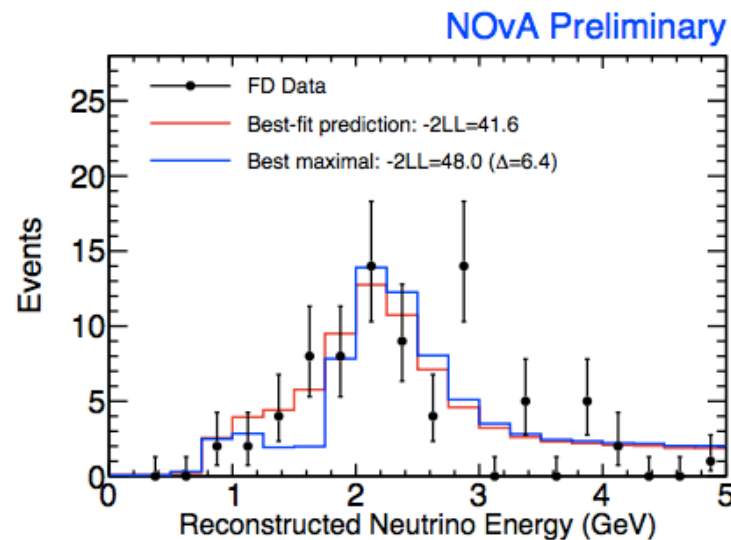 NOvA Preliminary
FD Data
Best-fit prediction: -2LL=41.6
Best maximal: -2LL=48.0 (Δ=6.4)
Events
25
20
15
10
5
0
0 1 2 3 4 5
Reconstructed Neutrino Energy (GeV)